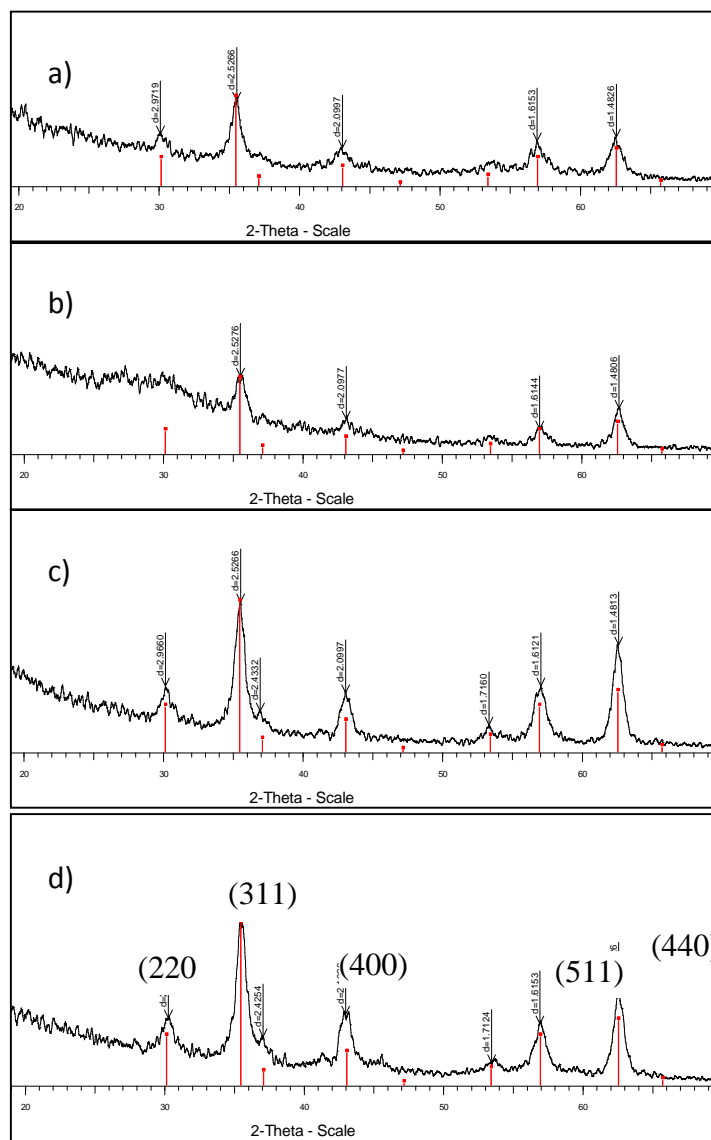 a)
d=2.9719
d=2.5266
d=2.0997
d=1.6153
d=1.4826
20 30 40 50 60
2-Theta - Scale
b)
d=2.5276
d=2.0977
d=1.6144
d=1.4806
20 30 40 50 60
2-Theta - Scale
c)
d=2.9660
d=2.5266
d=2.4332
d=2.0997
d=1.7160
d=1.6121
d=1.4813
20 30 40 50 60
2-Theta - Scale
d)
(220
(311)
(400)
(511)
(440)
d=2.4254
d=1.7124
d=1.6153
20 30 40 50 60
2-Theta - Scale